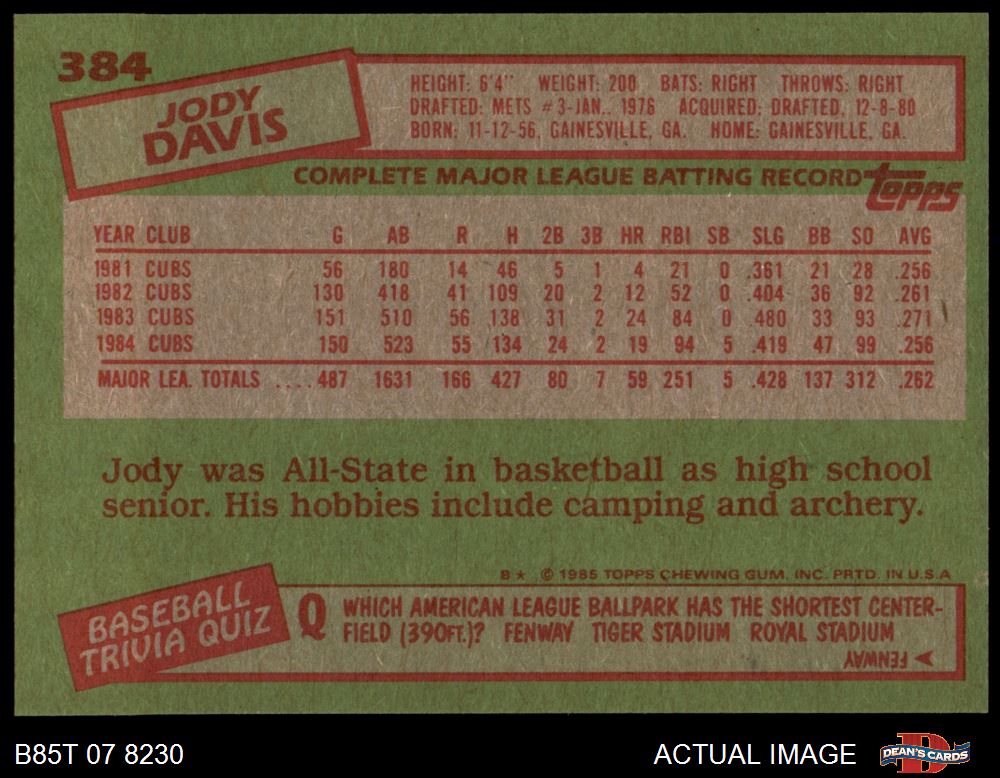 384
JODY
DAVIS
HEIGHT: 6'4" WEIGHT: 200 BATS: RIGHT THROWS: RIGHT
DRAFTED: METS #3-JAN., 1976 ACQUIRED: DRAFTED, 12-8-80
BORN: 11-12-56, GAINESVILLE, GA. HOME: GAINESVILLE, GA.
COMPLETE MAJOR LEAGUE BATTING RECORD topps
YEAR CLUB G AB R H 2B 3B HR RBI SB SLG BB SO AVG
1981 CUBS 56 180 14 46 5 1 4 21 0 .361 21 28 .256
1982 CUBS 130 418 41 109 20 2 12 52 0 .404 36 92 .261
1983 CUBS 151 510 56 138 31 2 24 84 0 .480 33 93 .271
1984 CUBS 150 523 55 134 24 2 19 94 5 .419 47 99 .256
MAJOR LEA. TOTALS ....487 1631 166 427 80 7 59 251 5 .428 137 312 .262
Jody was All-State in basketball as high school
senior. His hobbies include camping and archery.
B★ © 1985 TOPPS CHEWING GUM, INC. PRTD. IN U.S.A
BASEBALL
TRIVIA QUIZ
Q WHICH AMERICAN LEAGUE BALLPARK HAS THE SHORTEST CENTER-
FIELD (390FT.)? FENWAY TIGER STADIUM ROYAL STADIUM
FENWAY
B85T 07 8230
ACTUAL IMAGE
D
DEAN'S CARDS